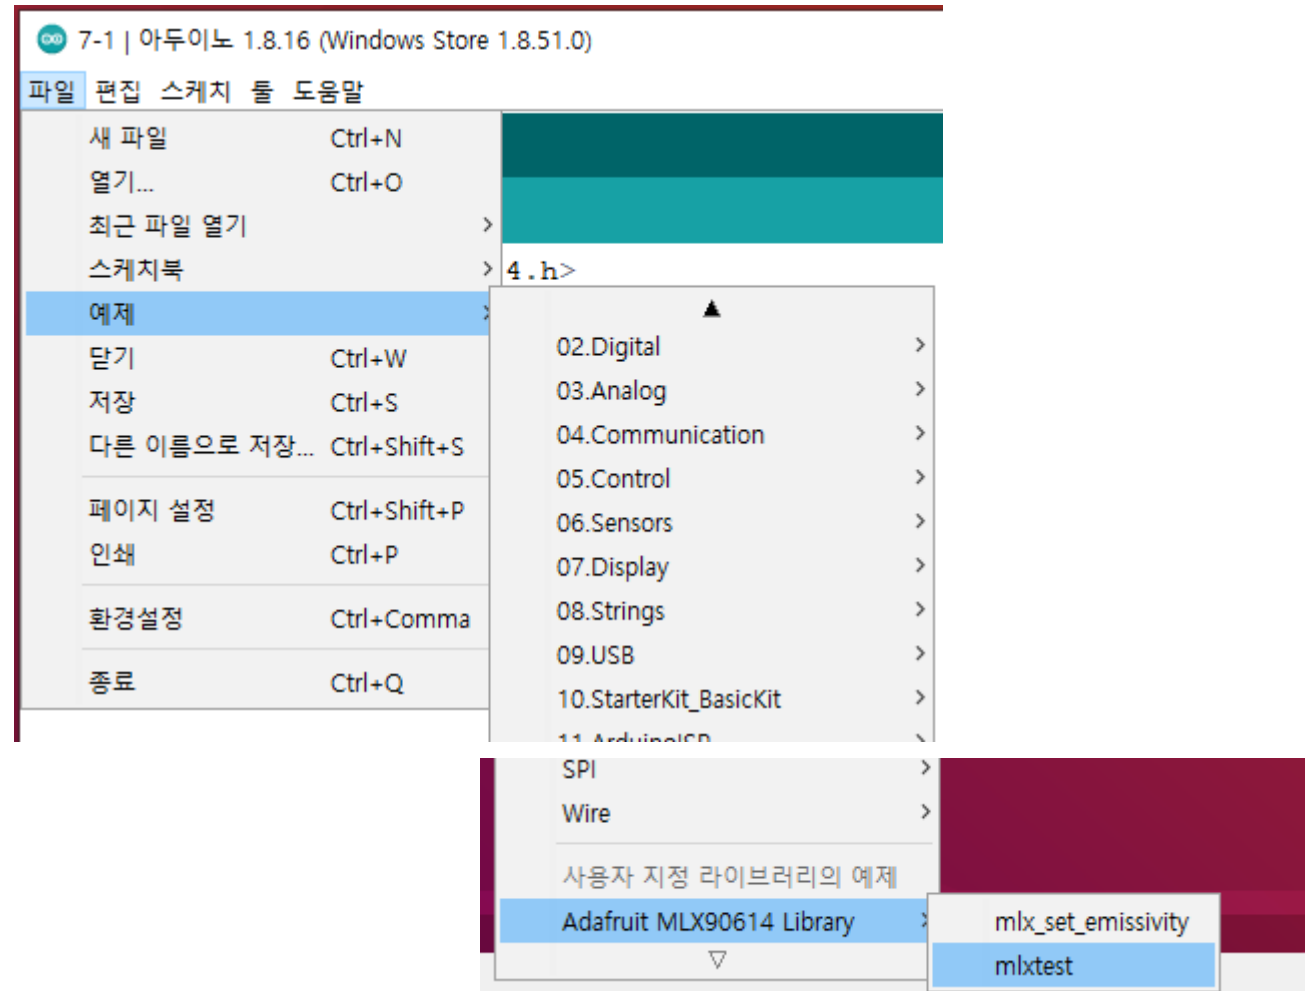 7-1 | 아두이노 1.8.16 (Windows Store 1.8.51.0)
파일 편집 스케치 툴 도움말
새 파일 Ctrl+N
열기... Ctrl+O
최근 파일 열기
스케치북
예제
닫기 Ctrl+W
저장 Ctrl+S
다른 이름으로 저장... Ctrl+Shift+S
페이지 설정 Ctrl+Shift+P
인쇄 Ctrl+P
환경설정 Ctrl+Comma
종료 Ctrl+Q
4.h>
02.Digital
03.Analog
04.Communication
05.Control
06.Sensors
07.Display
08.Strings
09.USB
10.StarterKit_BasicKit
11.ArduinoISP
SPI
Wire
사용자 지정 라이브러리의 예제
Adafruit MLX90614 Library
mlx_set_emissivity
mlxtest